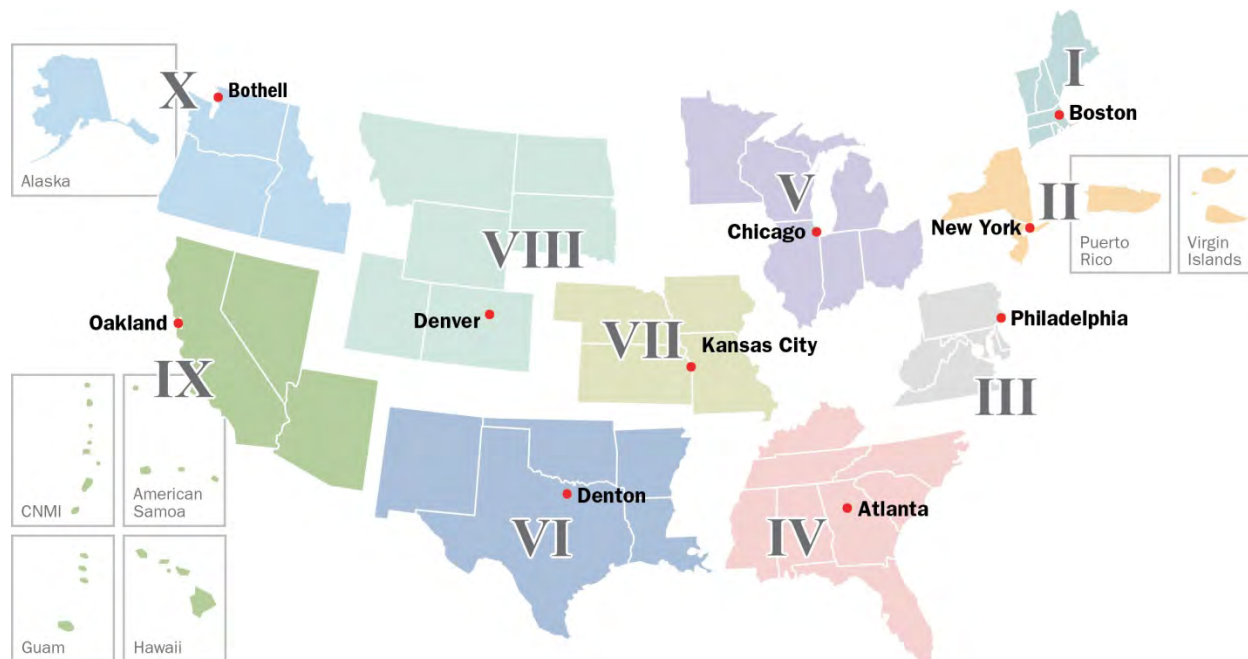 X
Bothell
I
Boston
Alaska
V
Chicago
New York
II
Puerto
Rico
Virgin
Islands
VIII
Denver
Oakland
IX
VII
Kansas City
Philadelphia
III
CNMI
American
Samoa
Denton
VI
IV
Atlanta
Guam
Hawaii